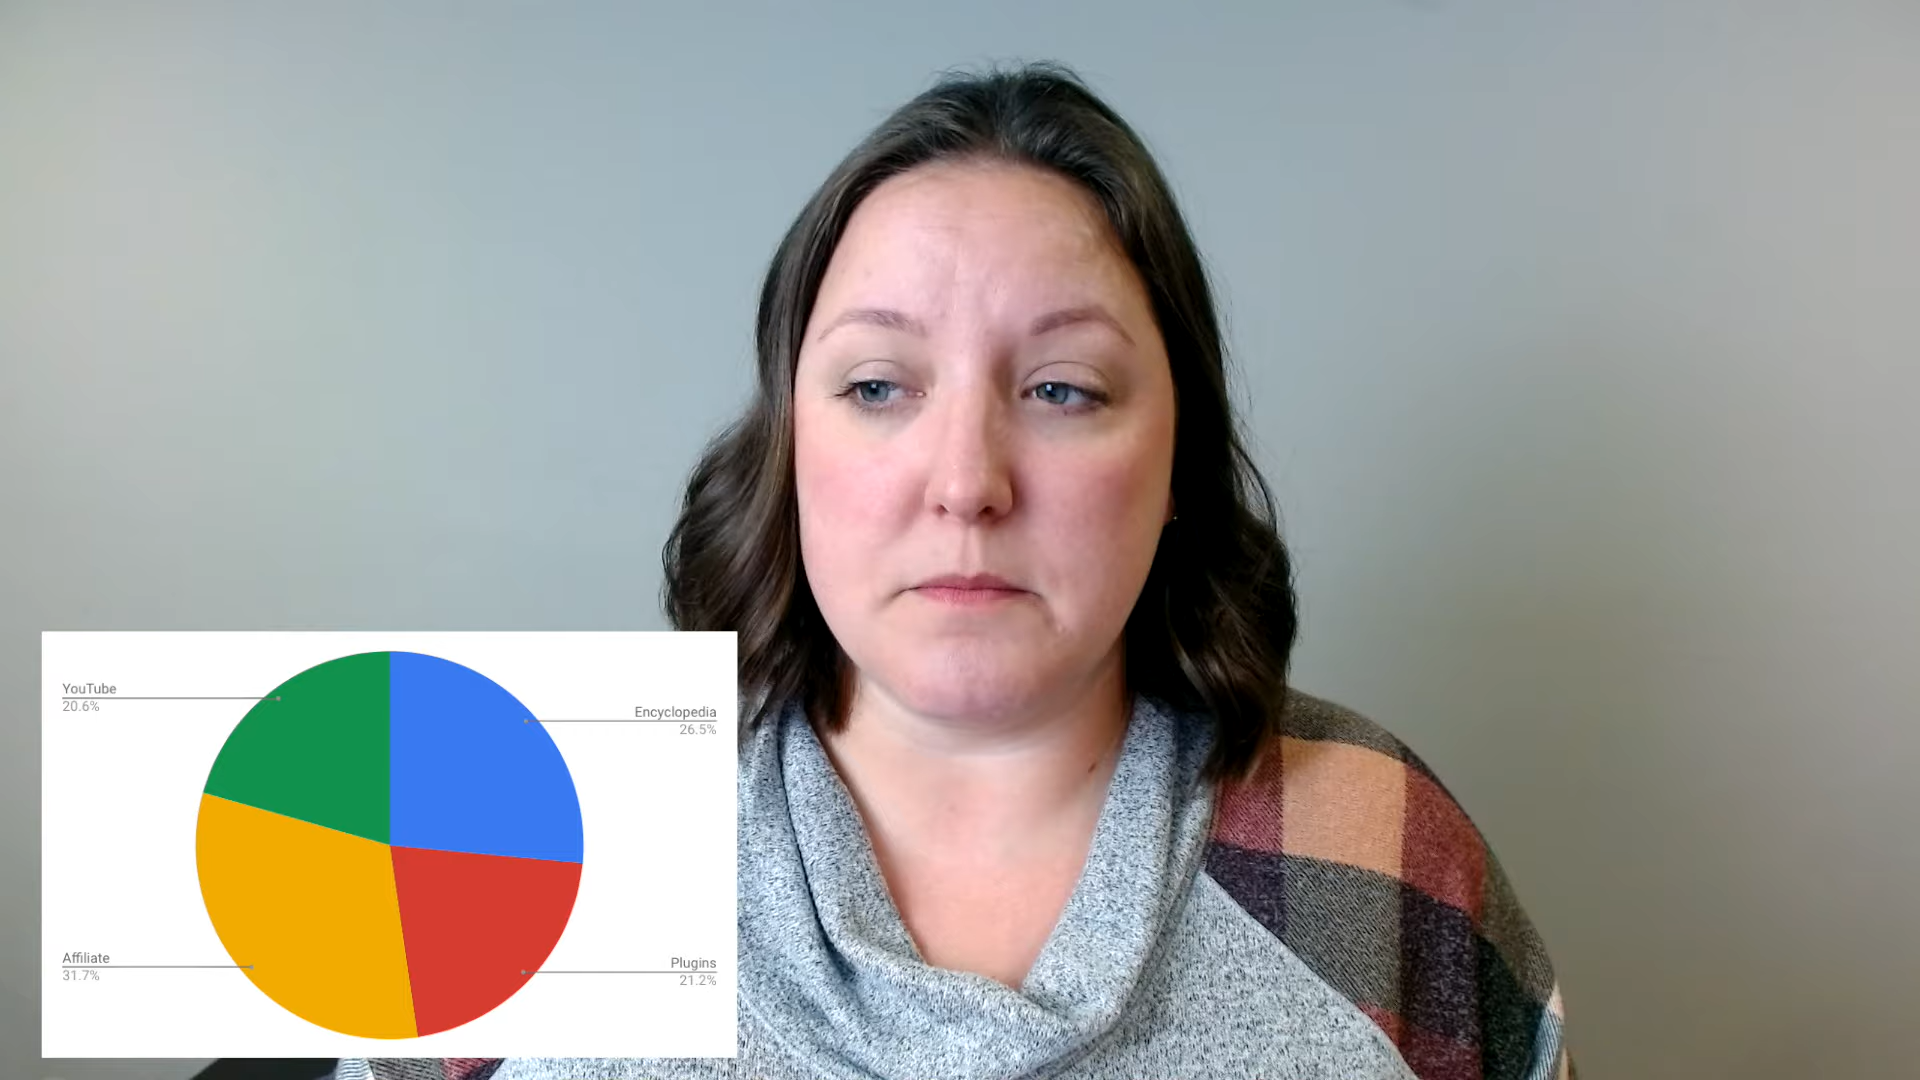 YouTube
20.6%
Encyclopedia
26.5%
Affiliate
31.7%
Plugins
21.2%